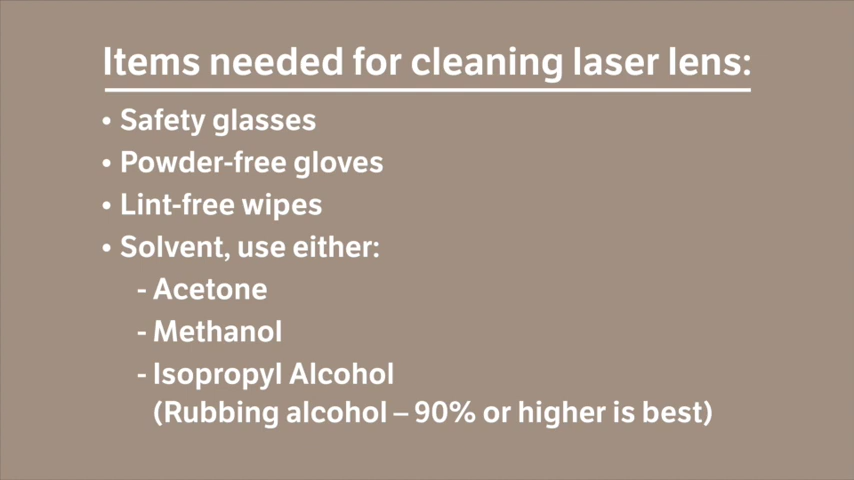 Items needed for cleaning laser lens:
• Safety glasses
• Powder-free gloves
• Lint-free wipes
• Solvent, use either:
- Acetone
- Methanol
- Isopropyl Alcohol
(Rubbing alcohol – 90% or higher is best)